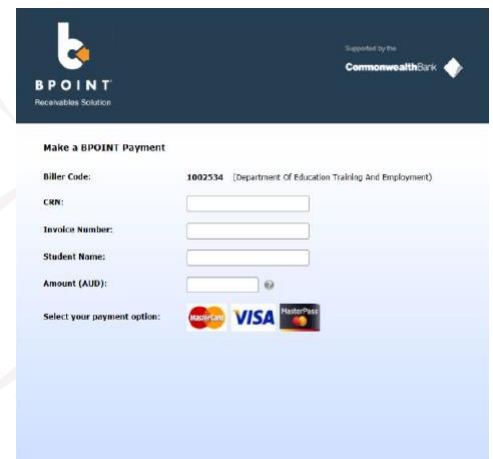 b
BPOINT
Receivables Solution
Supported by the
CommonwealthBank
Make a BPOINT Payment
Biller Code: 1002534 (Department Of Education Training And Employment)
CRN:
Invoice Number:
Student Name:
Amount (AUD): ?
Select your payment option: MasterCard VISA MasterPass